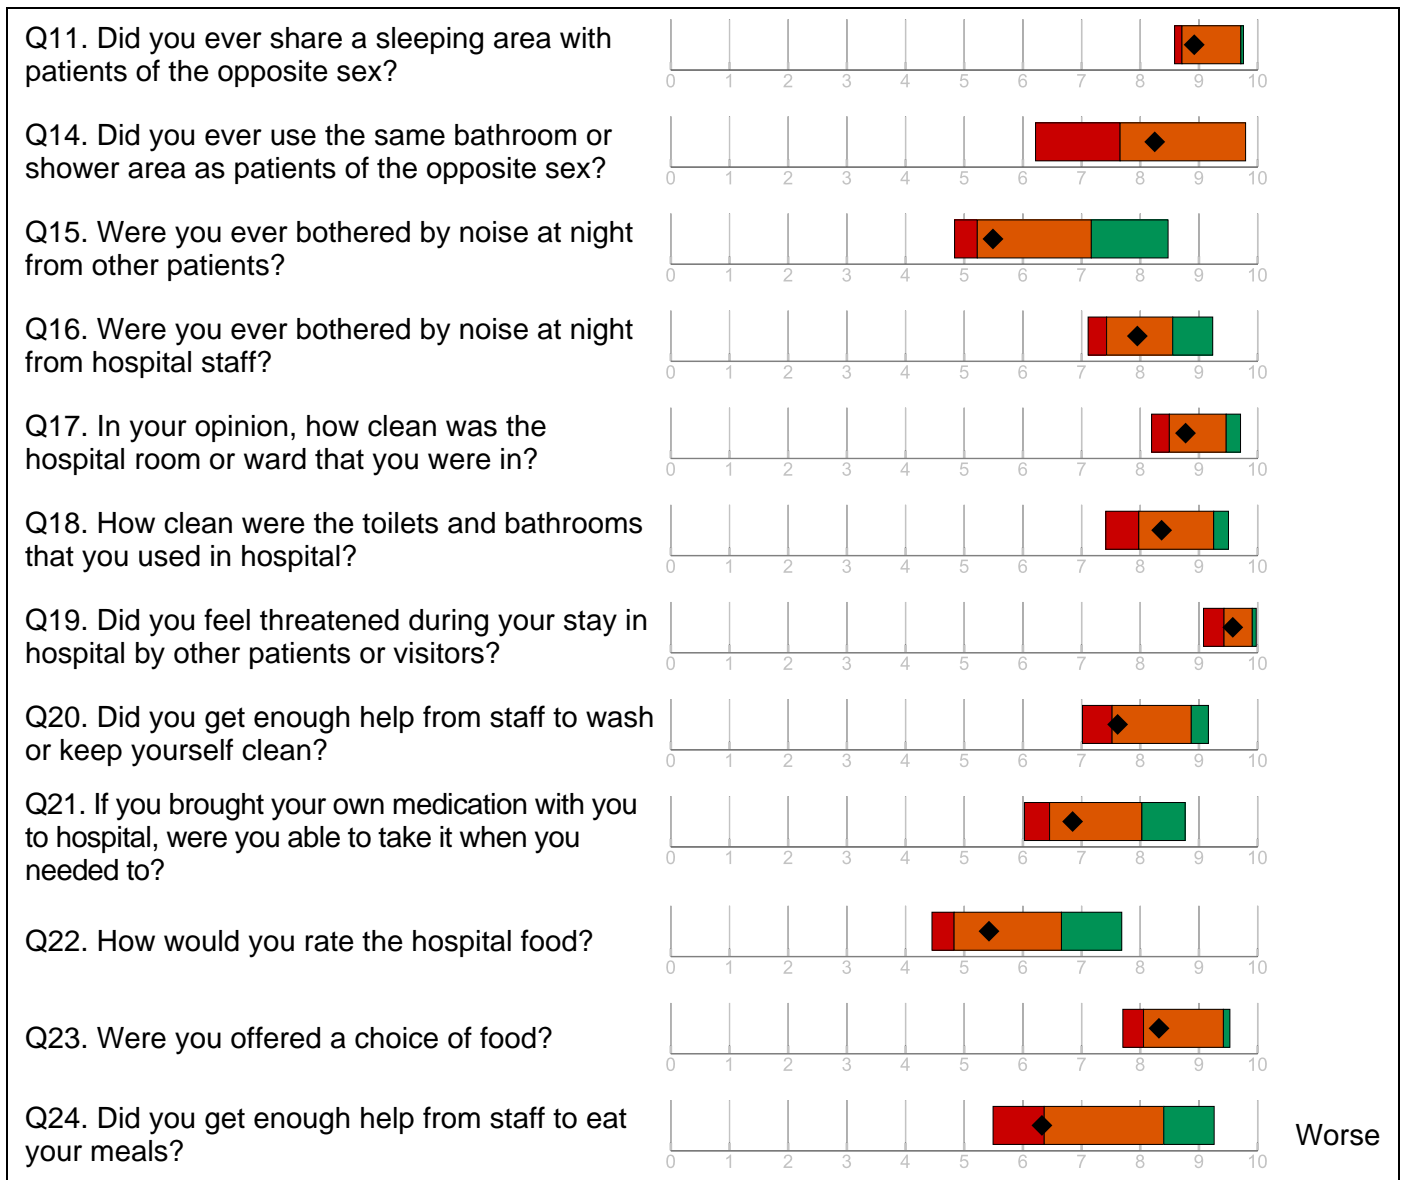 Q11. Did you ever share a sleeping area with
patients of the opposite sex?
0 1 2 3 4 5 6 7 8 9 10
Q14. Did you ever use the same bathroom or
shower area as patients of the opposite sex?
0 1 2 3 4 5 6 7 8 9 10
Q15. Were you ever bothered by noise at night
from other patients?
0 1 2 3 4 5 6 7 8 9 10
Q16. Were you ever bothered by noise at night
from hospital staff?
0 1 2 3 4 5 6 7 8 9 10
Q17. In your opinion, how clean was the
hospital room or ward that you were in?
0 1 2 3 4 5 6 7 8 9 10
Q18. How clean were the toilets and bathrooms
that you used in hospital?
0 1 2 3 4 5 6 7 8 9 10
Q19. Did you feel threatened during your stay in
hospital by other patients or visitors?
0 1 2 3 4 5 6 7 8 9 10
Q20. Did you get enough help from staff to wash
or keep yourself clean?
0 1 2 3 4 5 6 7 8 9 10
Q21. If you brought your own medication with you
to hospital, were you able to take it when you
needed to?
0 1 2 3 4 5 6 7 8 9 10
Q22. How would you rate the hospital food?
0 1 2 3 4 5 6 7 8 9 10
Q23. Were you offered a choice of food?
0 1 2 3 4 5 6 7 8 9 10
Q24. Did you get enough help from staff to eat
your meals?
0 1 2 3 4 5 6 7 8 9 10
Worse